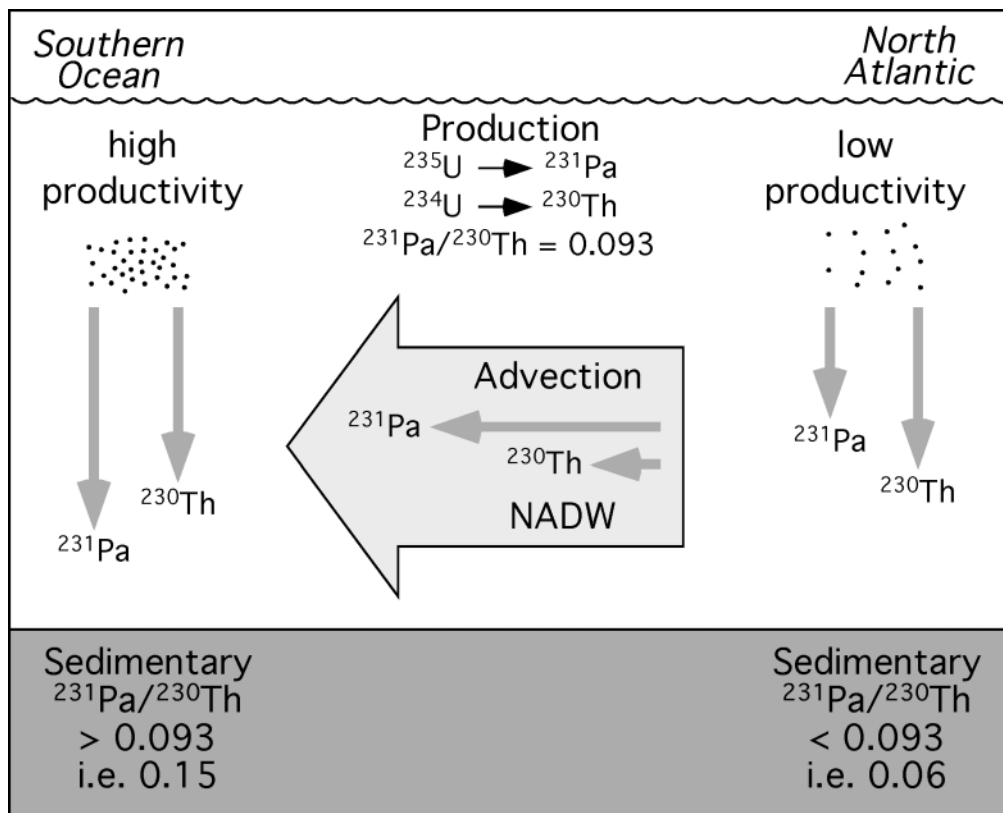 Southern
Ocean
North
Atlantic
high
productivity
Production
²³⁵U → ²³¹Pa
²³⁴U → ²³⁰Th
²³¹Pa/²³⁰Th = 0.093
low
productivity
Advection
²³¹Pa
²³⁰Th
NADW
²³⁰Th
²³¹Pa
²³¹Pa
²³⁰Th
Sedimentary
²³¹Pa/²³⁰Th
> 0.093
i.e. 0.15
Sedimentary
²³¹Pa/²³⁰Th
< 0.093
i.e. 0.06